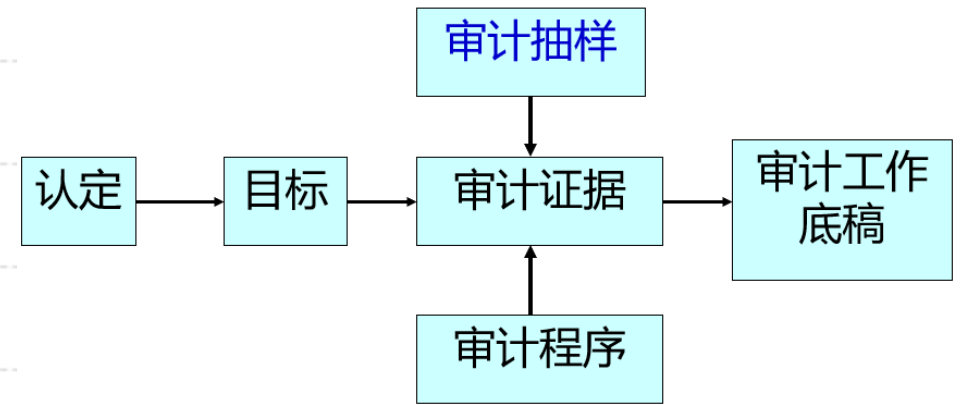 审计抽样
认定
目标
审计证据
审计工作
底稿
审计程序